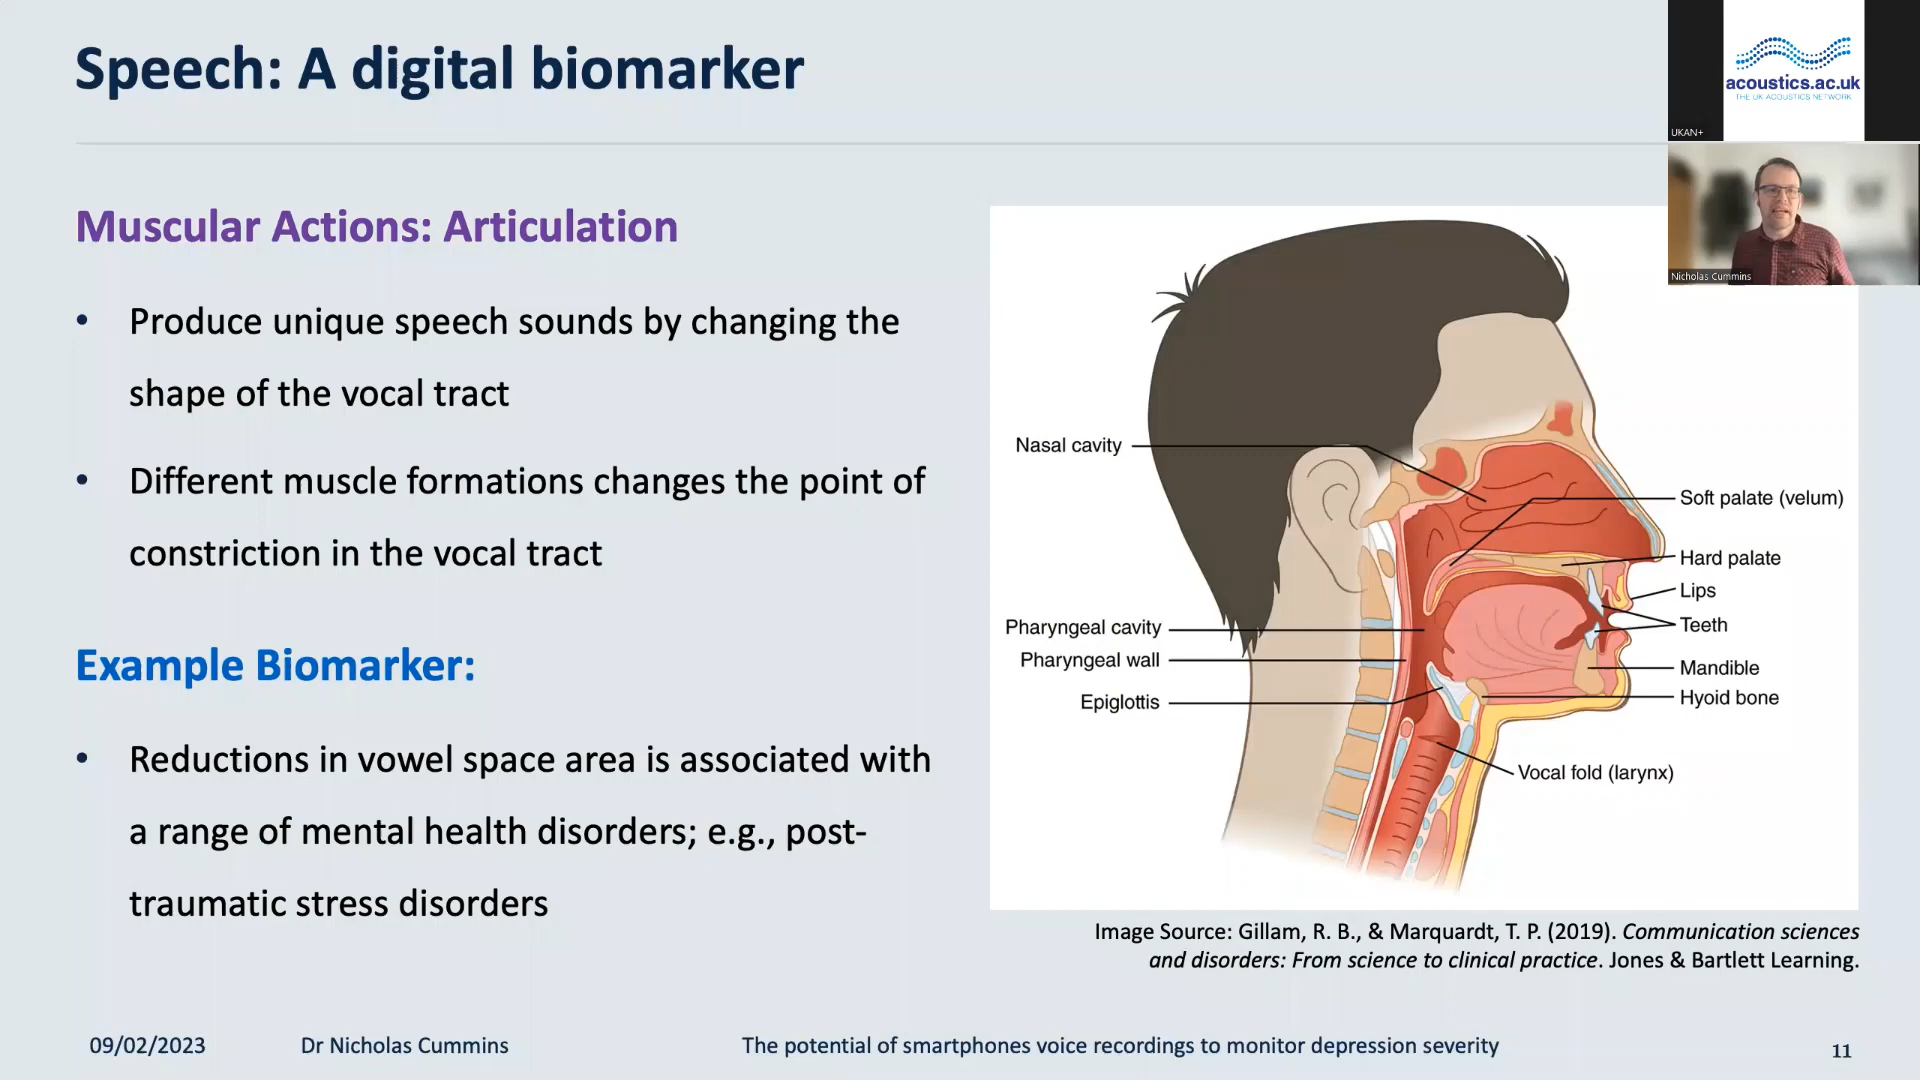 Speech: A digital biomarker
acoustics.ac.uk
THE UK ACOUSTICS NETWORK
UKAN+
Nicholas Cummins
Muscular Actions: Articulation
• Produce unique speech sounds by changing the
shape of the vocal tract
• Different muscle formations changes the point of
constriction in the vocal tract
Example Biomarker:
• Reductions in vowel space area is associated with
a range of mental health disorders; e.g., post-
traumatic stress disorders
Nasal cavity
Pharyngeal cavity
Pharyngeal wall
Epiglottis
Soft palate (velum)
Hard palate
Lips
Teeth
Mandible
Hyoid bone
Vocal fold (larynx)
Image Source: Gillam, R. B., & Marquardt, T. P. (2019). Communication sciences
and disorders: From science to clinical practice. Jones & Bartlett Learning.
09/02/2023
Dr Nicholas Cummins
The potential of smartphones voice recordings to monitor depression severity
11